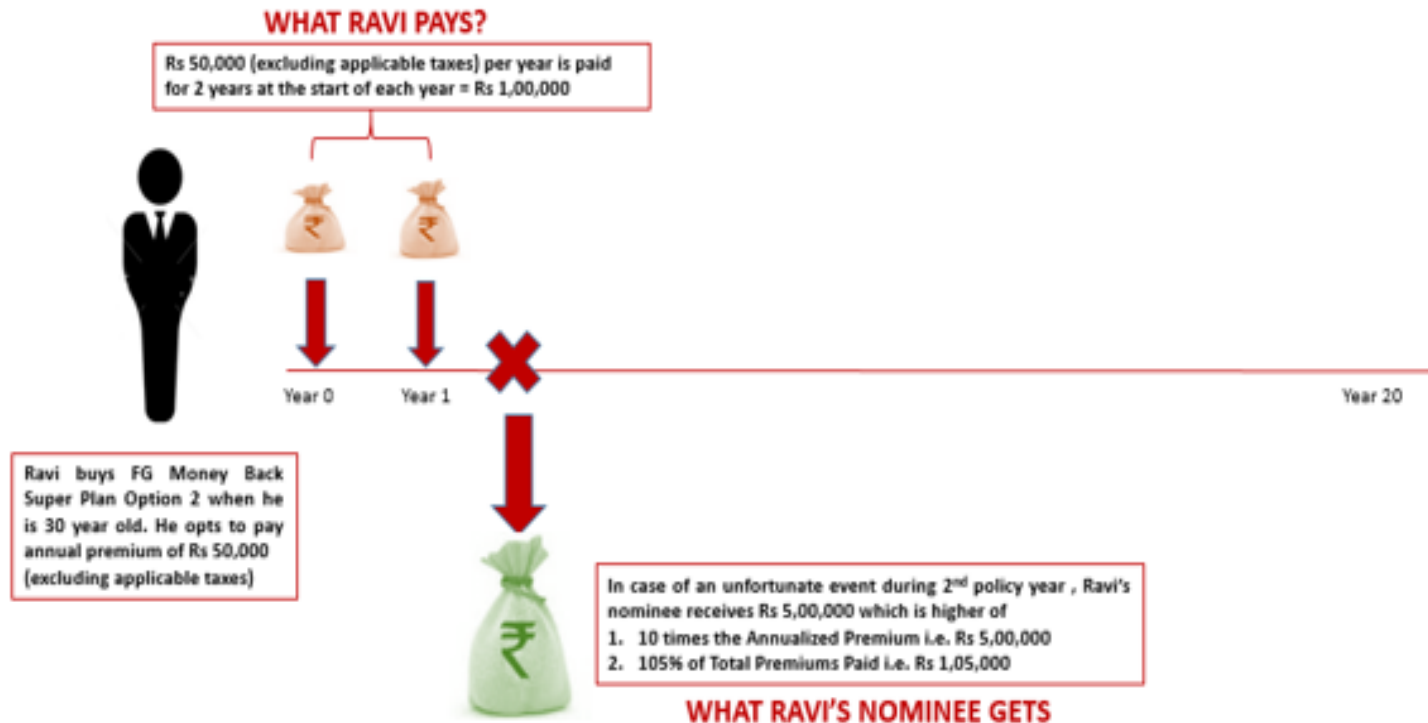 WHAT RAVI PAYS?
Rs 50,000 (excluding applicable taxes) per year is paid
for 2 years at the start of each year = Rs 1,00,000
₹
₹
Year 0
Year 1
Year 20
Ravi buys FG Money Back
Super Plan Option 2 when he
is 30 year old. He opts to pay
annual premium of Rs 50,000
(excluding applicable taxes)
₹
In case of an unfortunate event during 2nd policy year , Ravi's
nominee receives Rs 5,00,000 which is higher of
1. 10 times the Annualized Premium i.e. Rs 5,00,000
2. 105% of Total Premiums Paid i.e. Rs 1,05,000
WHAT RAVI'S NOMINEE GETS